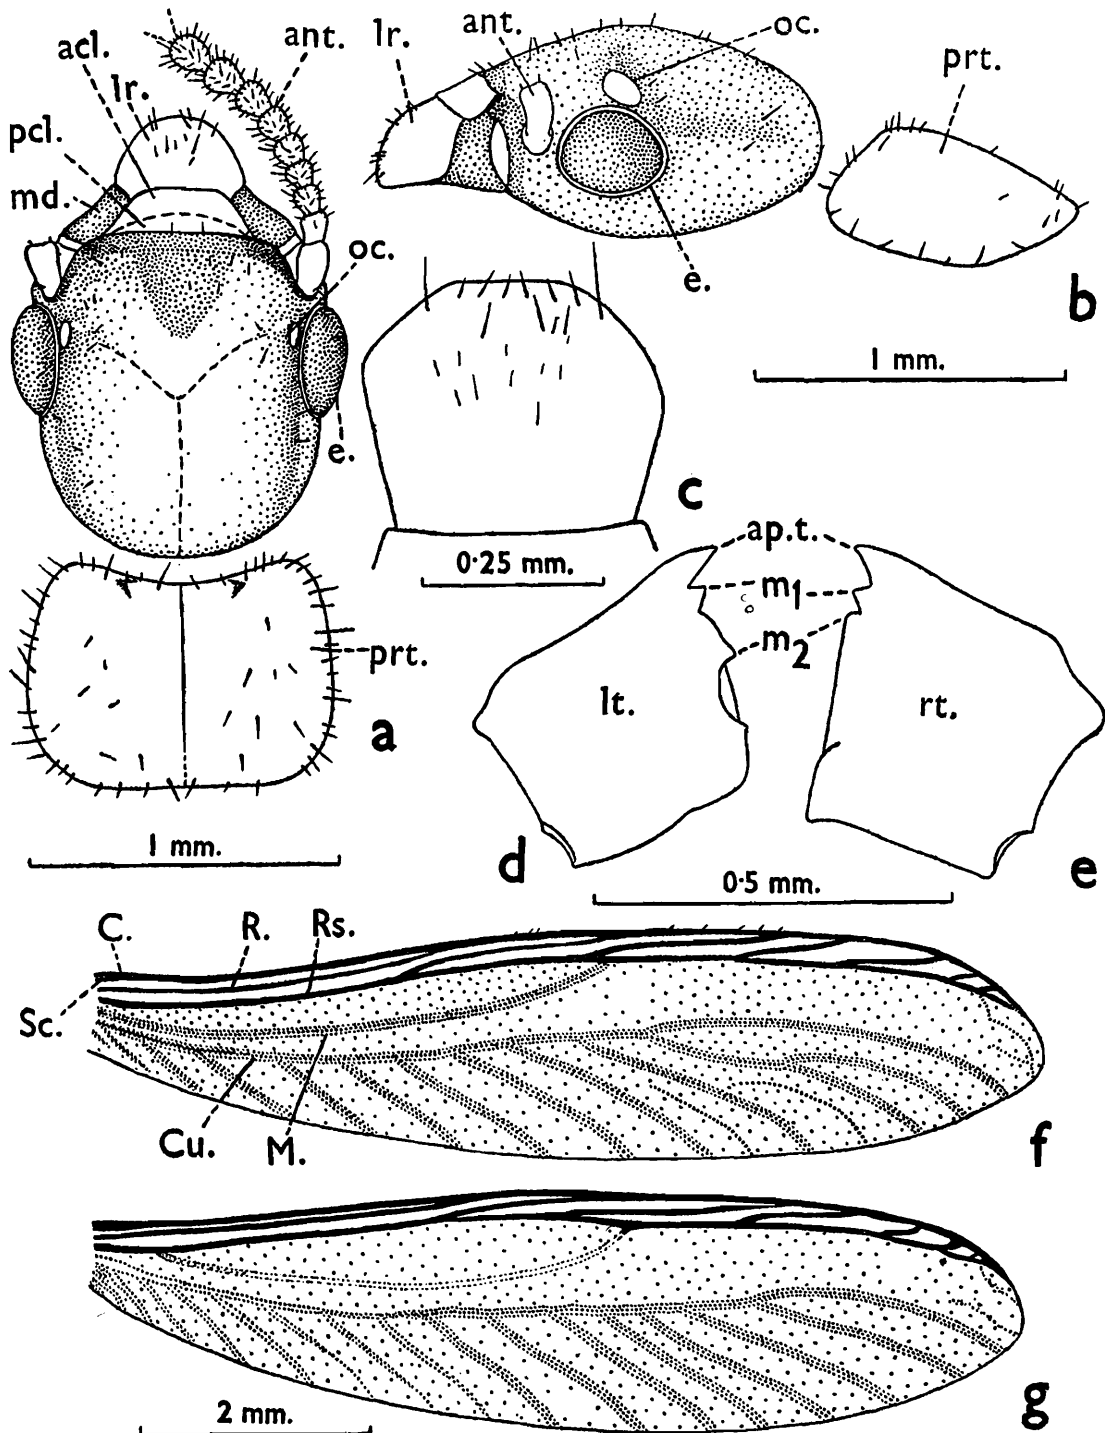 acl.
ant.
lr.
pcl.
md.
oc.
e.
prt.
a
1 mm.
lr.
ant.
oc.
prt.
e.
b
1 mm.
c
0·25 mm.
ap.t.
m1
m2
lt.
rt.
d
e
0·5 mm.
C.
R.
Rs.
Sc.
Cu.
M.
f
g
2 mm.